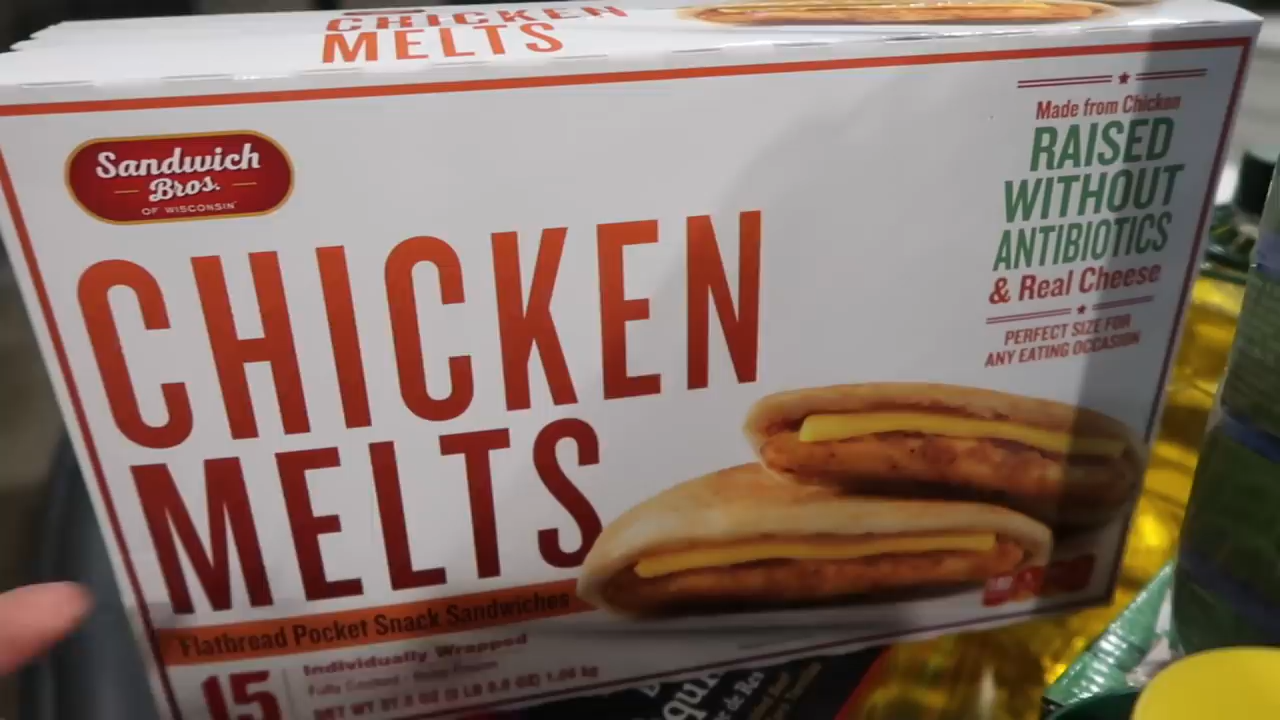 CHICKEN
MELTS
Sandwich
Bros.
OF WISCONSIN
CHICKEN
MELTS
Flatbread Pocket Snack Sandwiches
15
Individually Wrapped
Made from Chicken
RAISED
WITHOUT
ANTIBIOTICS
& Real Cheese
PERFECT SIZE FOR
ANY EATING OCCASION